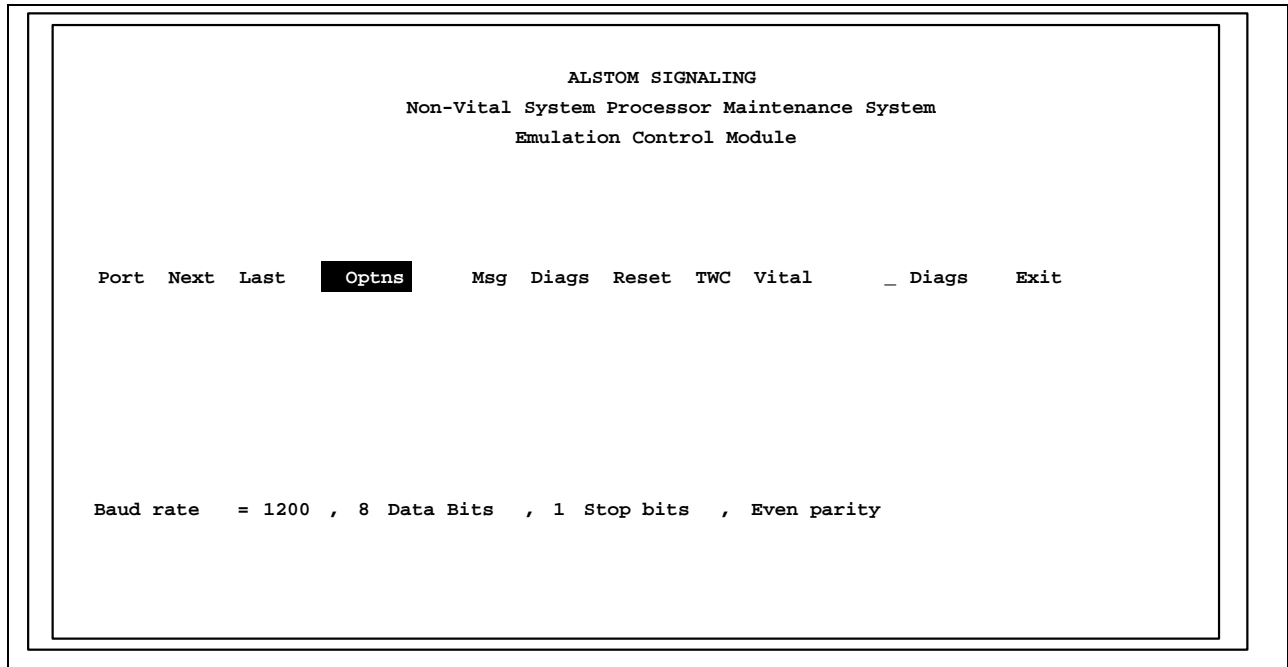 ALSTOM SIGNALING
Non-Vital System Processor Maintenance System
Emulation Control Module
Port Next Last Optns Msg Diags Reset TWC Vital _ Diags Exit
Baud rate = 1200 , 8 Data Bits , 1 Stop bits , Even parity